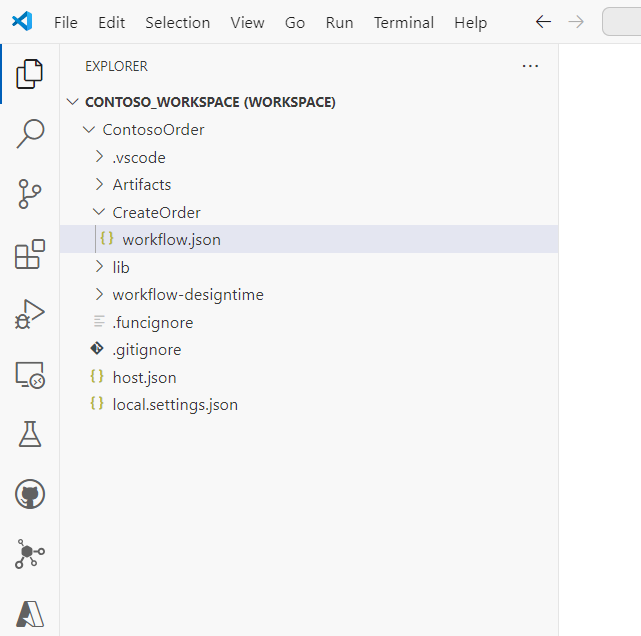 File Edit Selection View Go Run Terminal Help
EXPLORER
CONTOSO_WORKSPACE (WORKSPACE)
ContosoOrder
.vscode
Artifacts
CreateOrder
{} workflow.json
lib
workflow-designtime
.funcignore
.gitignore
{} host.json
{} local.settings.json